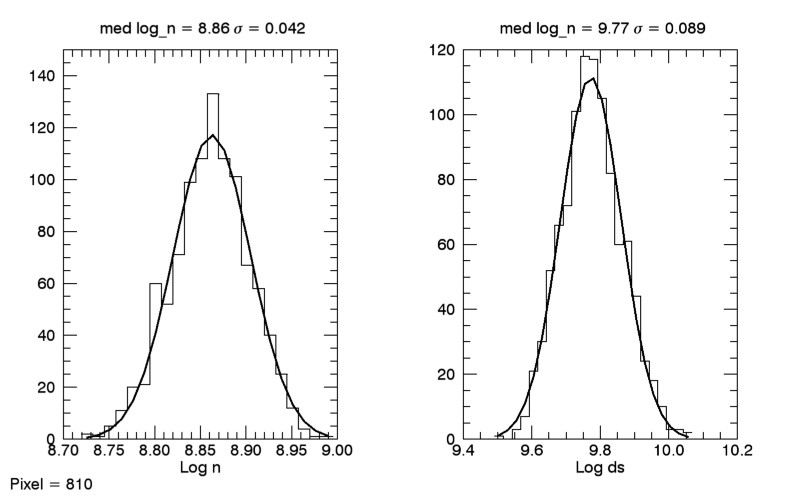 med log_n = 8.86 σ = 0.042
140
120
100
80
60
40
20
0
8.70 8.75 8.80 8.85 8.90 8.95 9.00
Log n
med log_n = 9.77 σ = 0.089
120
100
80
60
40
20
0
9.4 9.6 9.8 10.0 10.2
Log ds
Pixel = 810